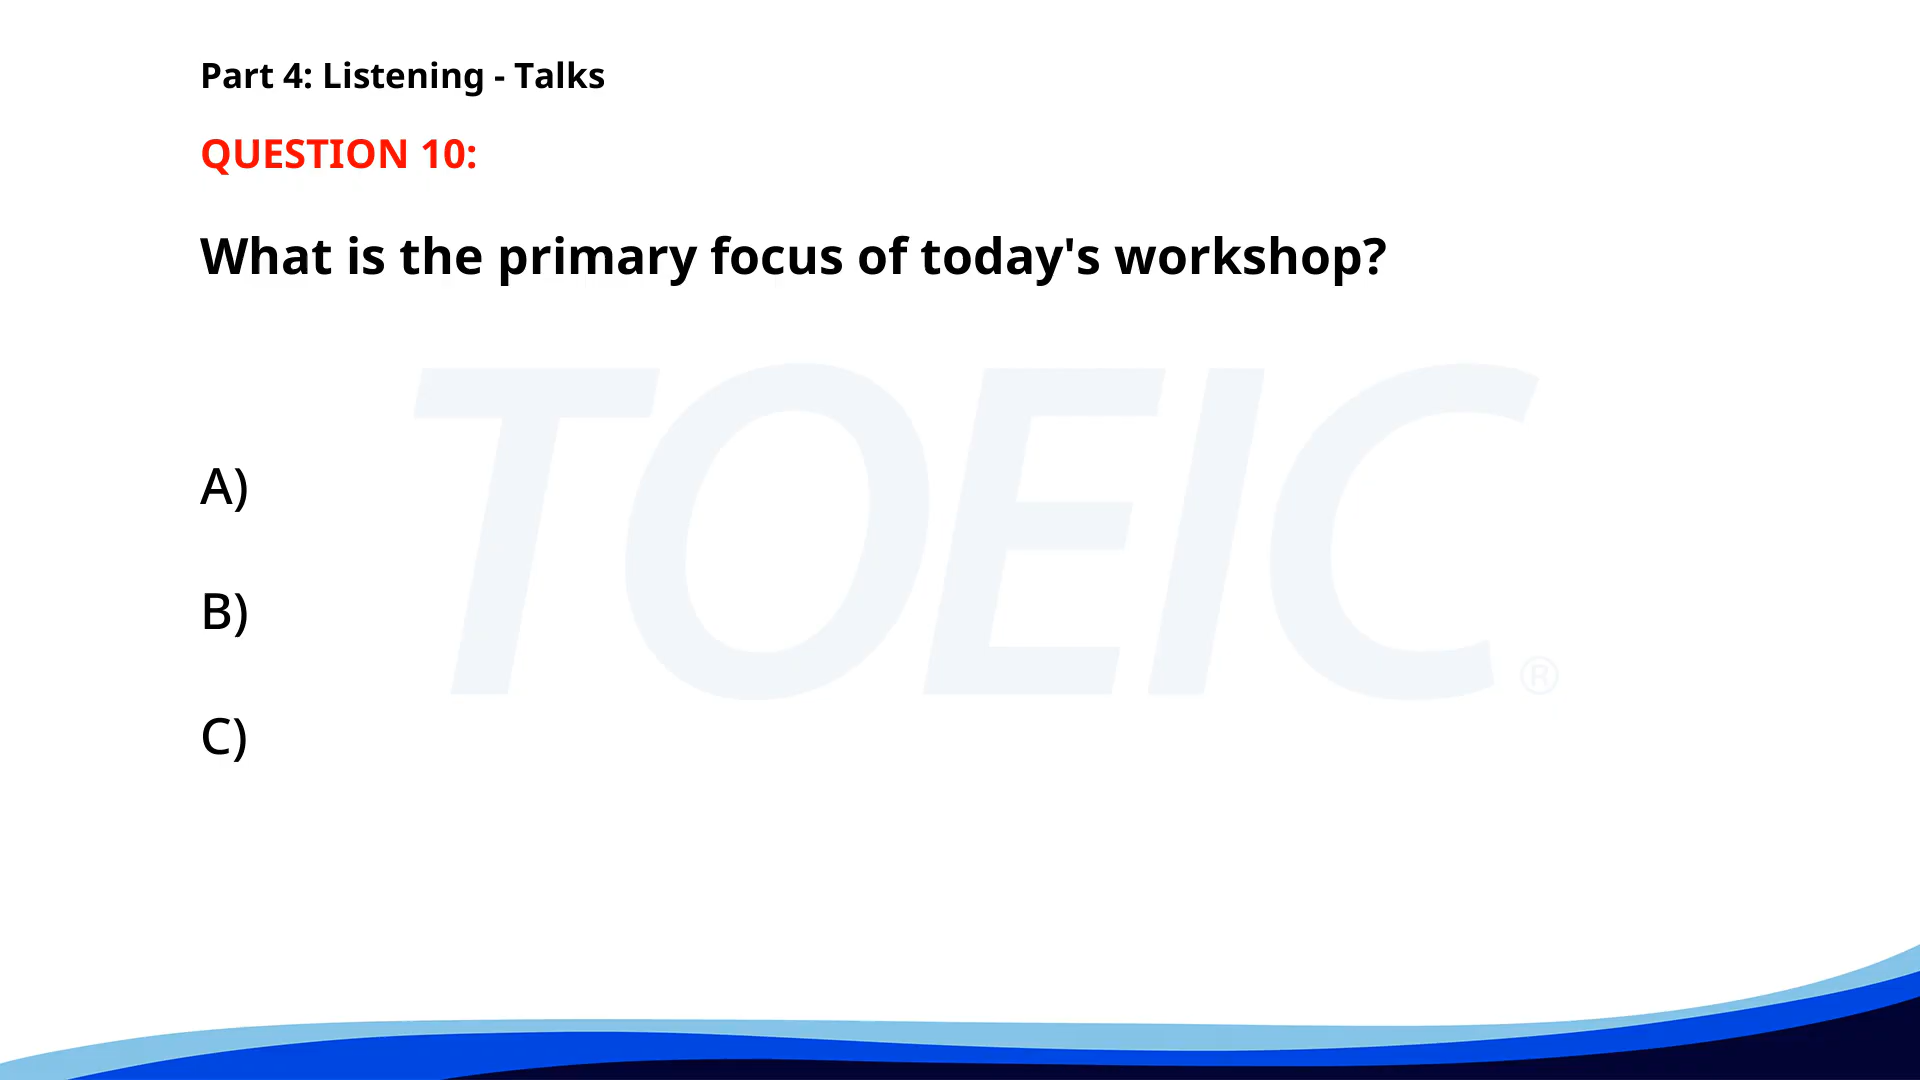 Part 4: Listening - Talks
QUESTION 10:
What is the primary focus of today's workshop?
TOEIC®
A)
B)
C)